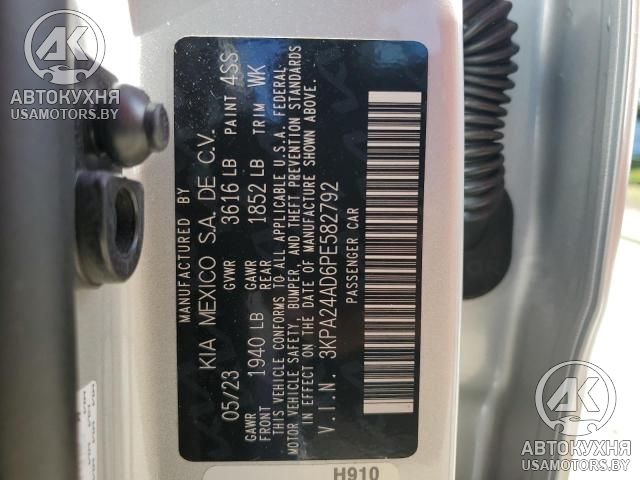 MANUFACTURED BY
KIA MEXICO S.A. DE C.V.
05/23 GVWR 3616 LB PAINT 4SS
GAWR FRONT 1940 LB GAWR REAR 1852 LB TRIM WK
THIS VEHICLE CONFORMS TO ALL APPLICABLE U.S.A. FEDERAL
MOTOR VEHICLE SAFETY, BUMPER, AND THEFT PREVENTION STANDARDS
IN EFFECT ON THE DATE OF MANUFACTURE SHOWN ABOVE.
V.I.N. 3KPA24AD6PE582792
PASSENGER CAR
H910
АК
АВТОКУХНЯ
USAMOTORS.BY
АК
АВТОКУХНЯ
USAMOTORS.BY